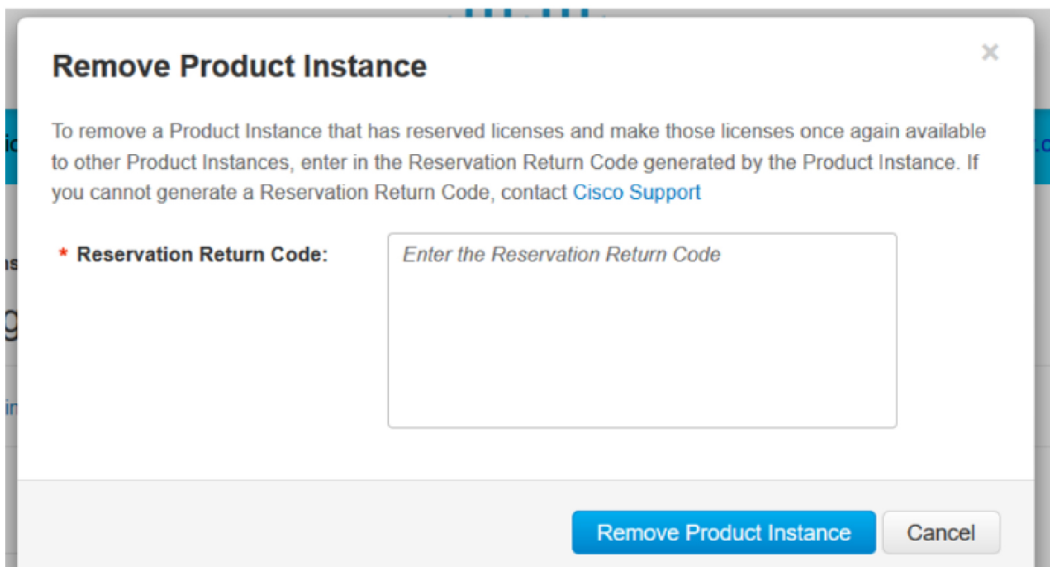 Remove Product Instance
×
To remove a Product Instance that has reserved licenses and make those licenses once again available
to other Product Instances, enter in the Reservation Return Code generated by the Product Instance. If
you cannot generate a Reservation Return Code, contact Cisco Support
* Reservation Return Code:
Enter the Reservation Return Code
Remove Product Instance
Cancel